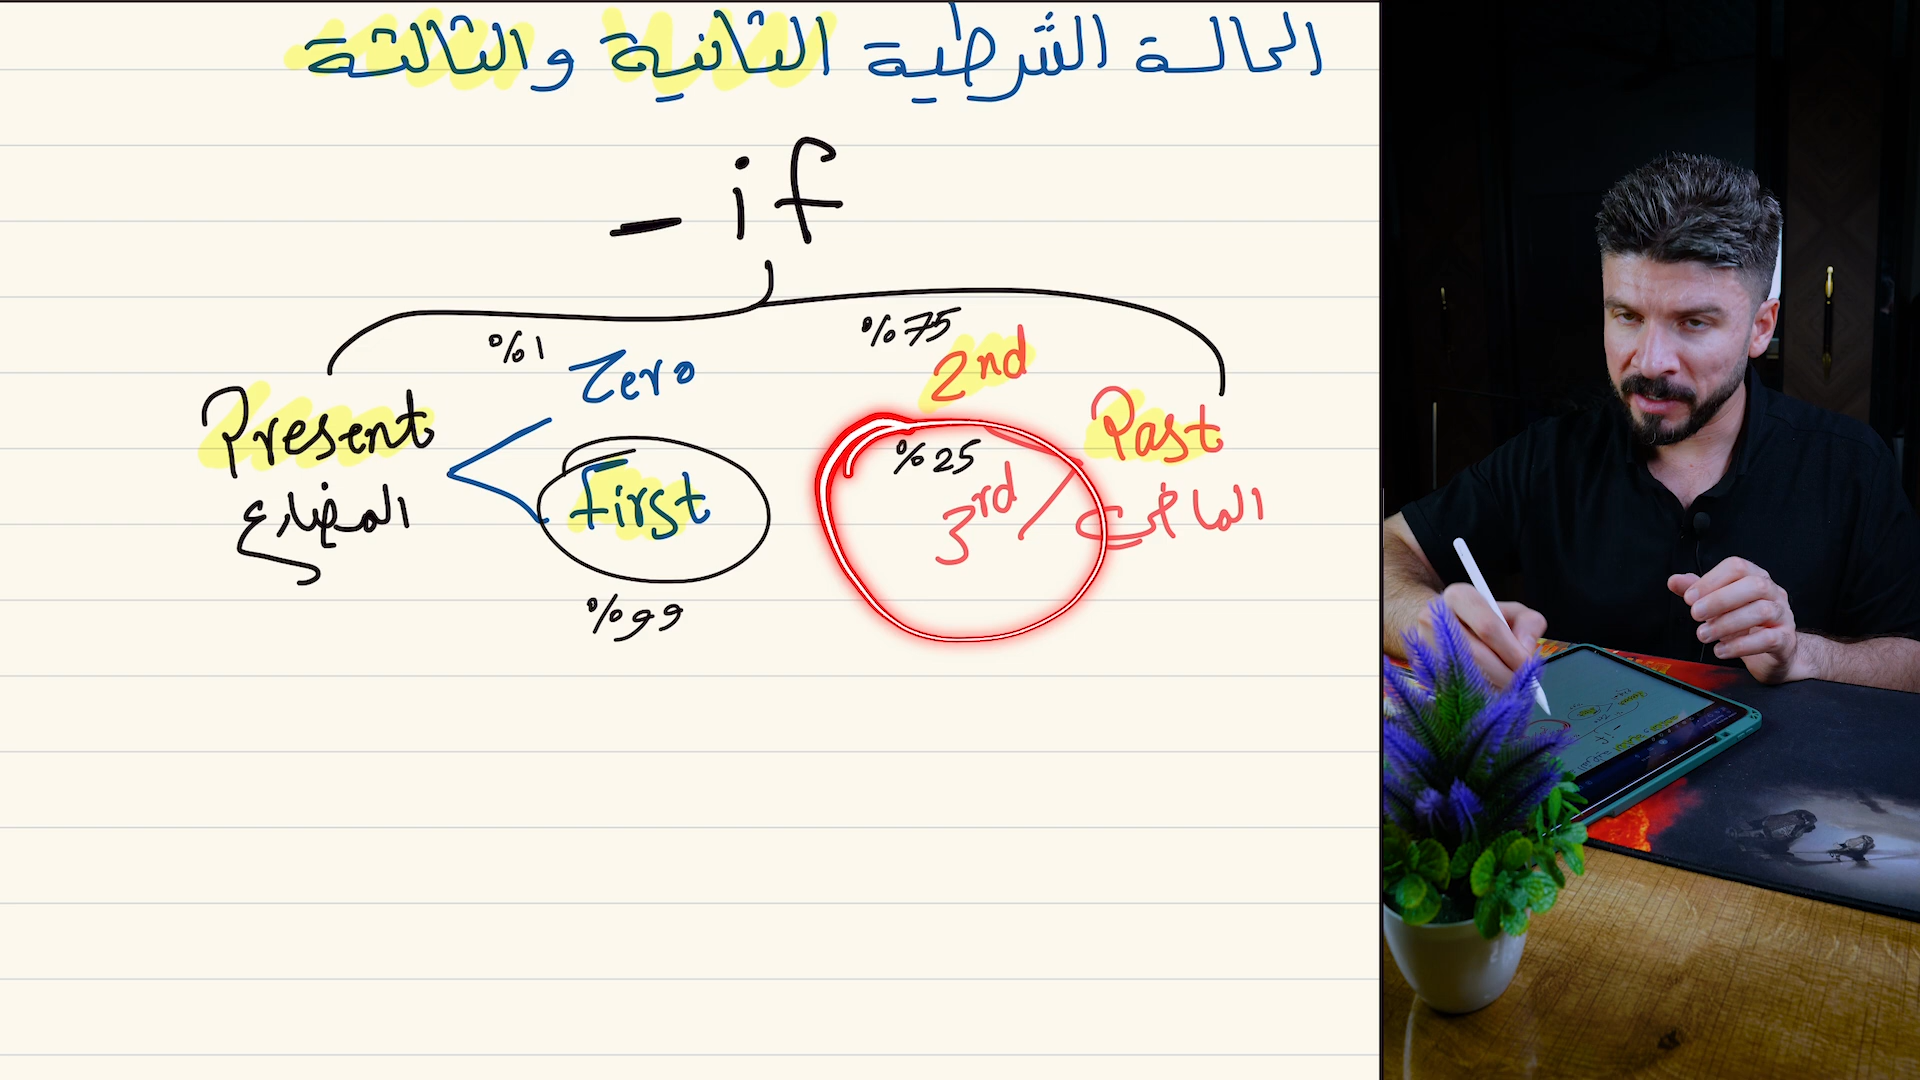 الحالة الشرطية الثانية والثالثة
- if
%1
%75
Zero
2nd
Present
Past
%25
المضارع
first
3rd
الماضي
%99